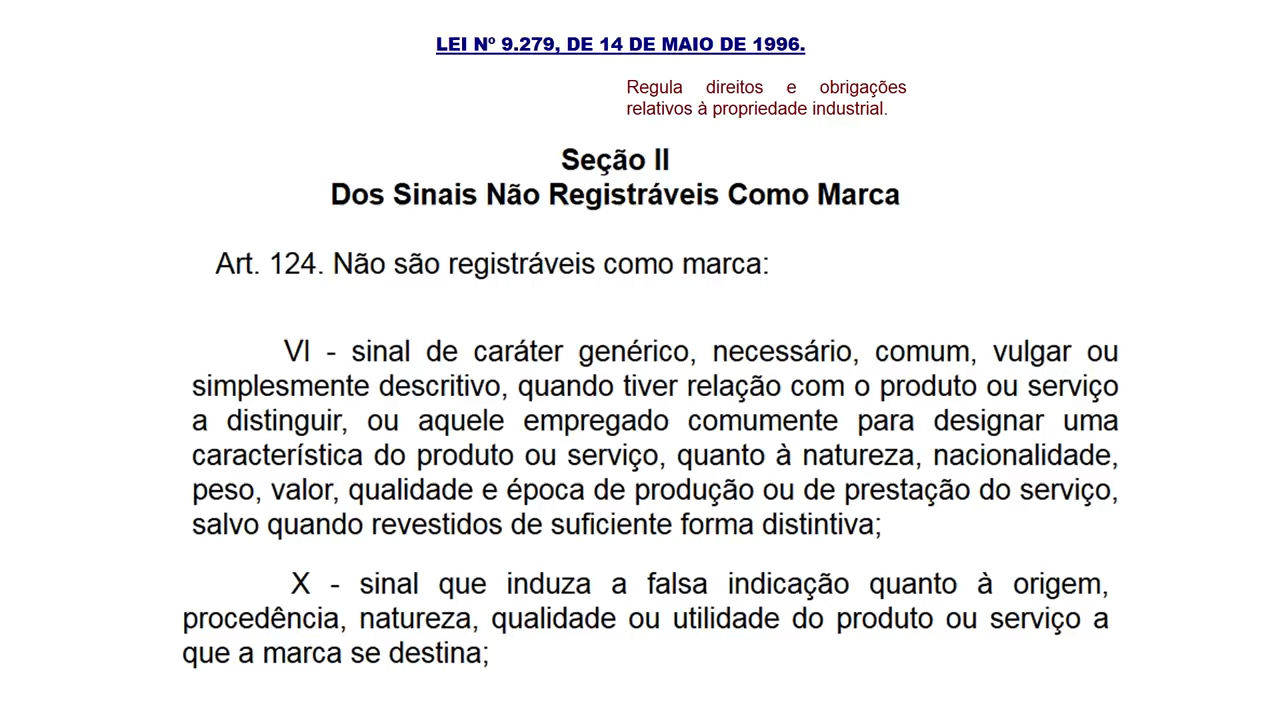 LEI Nº 9.279, DE 14 DE MAIO DE 1996.
Regula direitos e obrigações
relativos à propriedade industrial.
Seção II
Dos Sinais Não Registráveis Como Marca
Art. 124. Não são registráveis como marca:
VI - sinal de caráter genérico, necessário, comum, vulgar ou
simplesmente descritivo, quando tiver relação com o produto ou serviço
a distinguir, ou aquele empregado comumente para designar uma
característica do produto ou serviço, quanto à natureza, nacionalidade,
peso, valor, qualidade e época de produção ou de prestação do serviço,
salvo quando revestidos de suficiente forma distintiva;
X - sinal que induza a falsa indicação quanto à origem,
procedência, natureza, qualidade ou utilidade do produto ou serviço a
que a marca se destina;